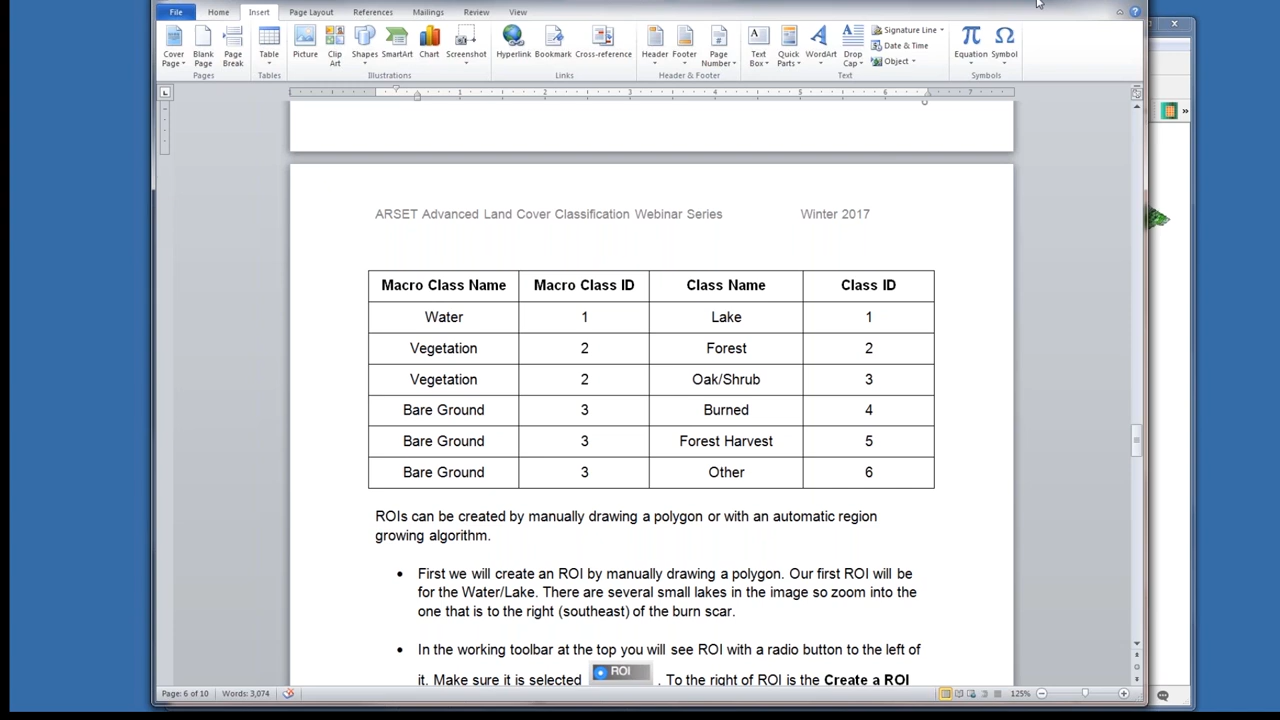 File Home Insert Page Layout References Mailings Review View
Cover Page Blank Page Page Break Table Picture Clip Art Shapes SmartArt Chart Screenshot Hyperlink Bookmark Cross-reference Header Footer Page Number Text Box Quick Parts WordArt Drop Cap Signature Line Date & Time Object Equation Symbol
Pages Tables Illustrations Links Header & Footer Text Symbols
1 2 3 4 5 6 7
ARSET Advanced Land Cover Classification Webinar Series Winter 2017
Macro Class Name Macro Class ID Class Name Class ID
Water 1 Lake 1
Vegetation 2 Forest 2
Vegetation 2 Oak/Shrub 3
Bare Ground 3 Burned 4
Bare Ground 3 Forest Harvest 5
Bare Ground 3 Other 6
ROIs can be created by manually drawing a polygon or with an automatic region
growing algorithm.
• First we will create an ROI by manually drawing a polygon. Our first ROI will be
for the Water/Lake. There are several small lakes in the image so zoom into the
one that is to the right (southeast) of the burn scar.
• In the working toolbar at the top you will see ROI with a radio button to the left of
it. Make sure it is selected ROI . To the right of ROI is the Create a ROI
Page: 6 of 10 Words: 3,074 125%